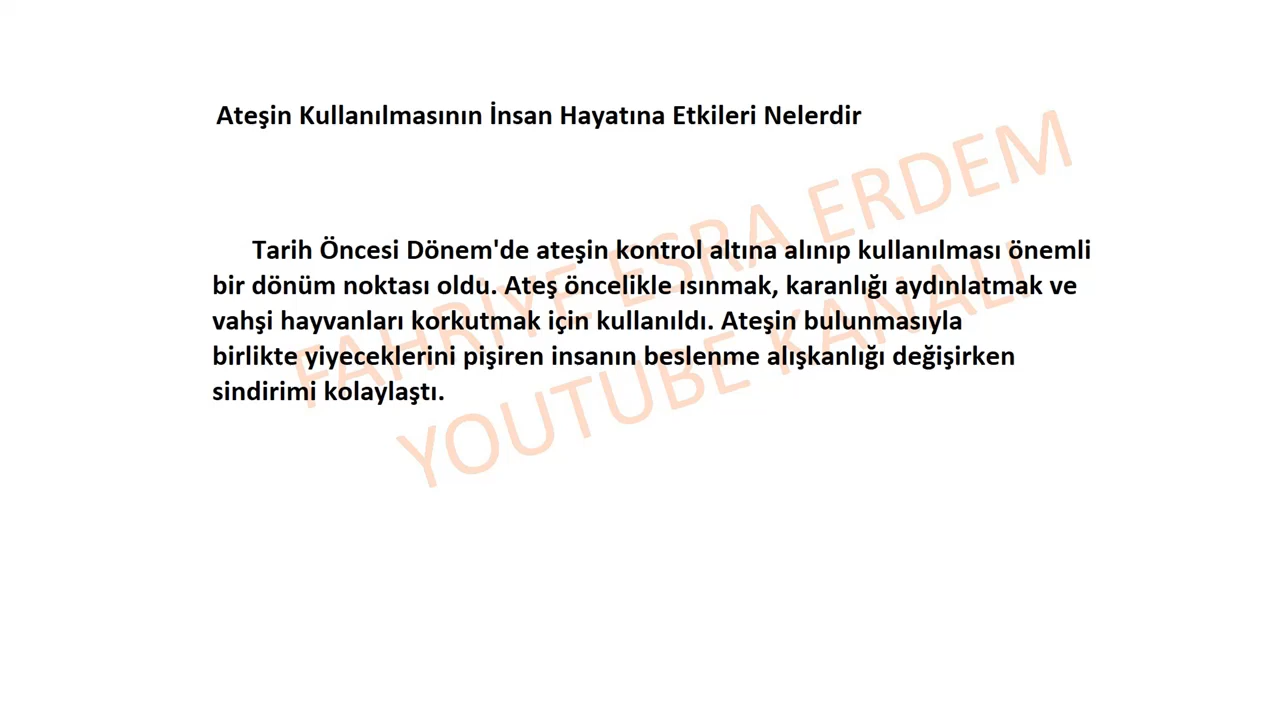 Ateşin Kullanılmasının İnsan Hayatına Etkileri Nelerdir
Tarih Öncesi Dönem'de ateşin kontrol altına alınıp kullanılması önemli
bir dönüm noktası oldu. Ateş öncelikle ısınmak, karanlığı aydınlatmak ve
vahşi hayvanları korkutmak için kullanıldı. Ateşin bulunmasıyla
birlikte yiyeceklerini pişiren insanın beslenme alışkanlığı değişirken
sindirimi kolaylaştı.
FAHRİYE ESRA ERDEM
YOUTUBE KANALI